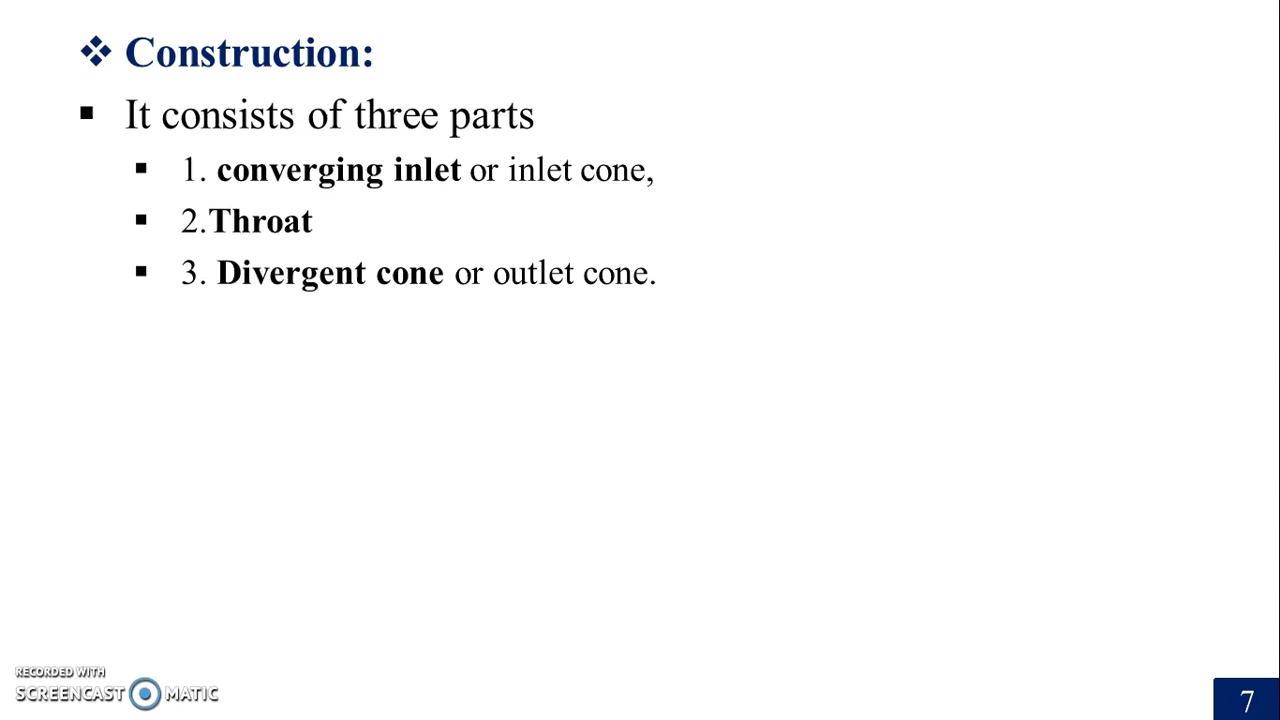 ❖ Construction:
▪ It consists of three parts
▪ 1. converging inlet or inlet cone,
▪ 2.Throat
▪ 3. Divergent cone or outlet cone.
RECORDED WITH
SCREENCAST MATIC
7